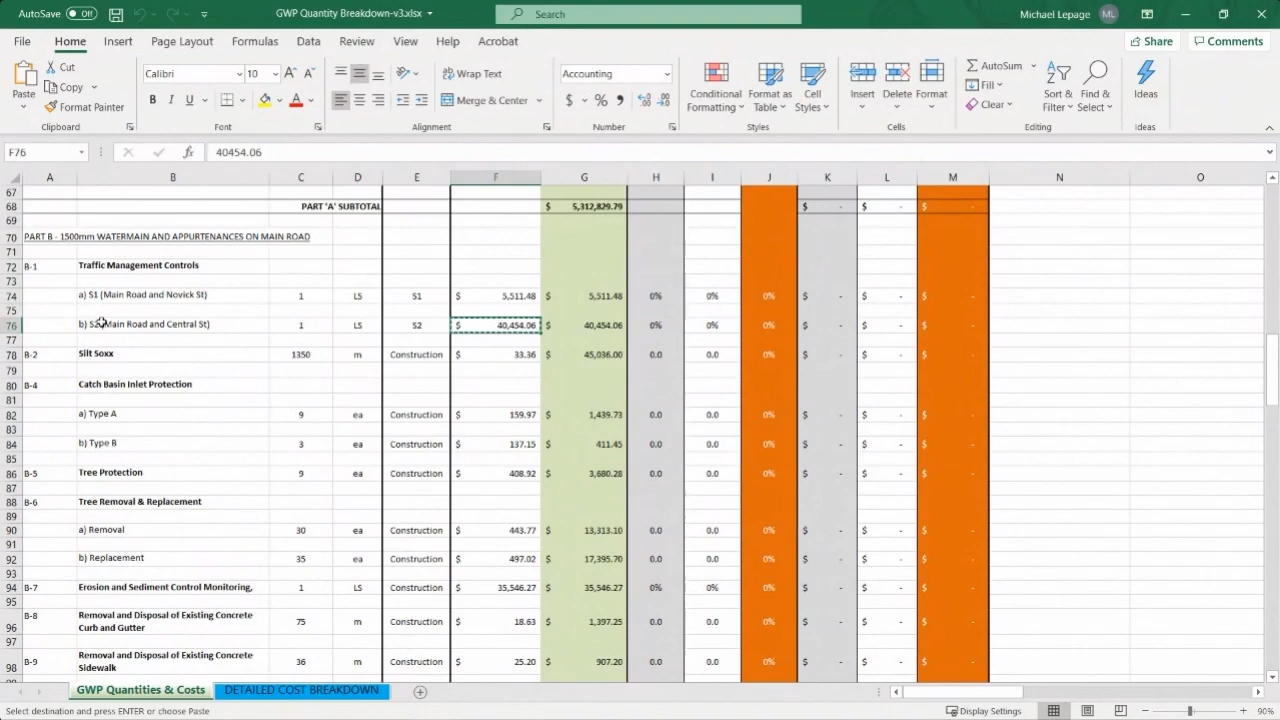 AutoSave Off GWP Quantity Breakdown-v3.xlsx Search Michael Lepage ML
File Home Insert Page Layout Formulas Data Review View Help Acrobat Share Comments
Paste Cut Copy Format Painter Clipboard
Calibri 10 B I U Font
Wrap Text Merge & Center Alignment
Accounting $ % Number
Conditional Formatting Format as Table Cell Styles Styles
Insert Delete Format Cells
AutoSum Fill Clear Sort & Filter Find & Select Editing
Ideas Ideas
F76 fx 40454.06
A B C D E F G H I J K L M N O
67
68 PART 'A' SUBTOTAL $ 5,312,829.79 $ - $ - $ -
69
70 PART B - 1500mm WATERMAIN AND APPURTENANCES ON MAIN ROAD
71
72 B-1 Traffic Management Controls
73
74 a) S1 (Main Road and Novick St) 1 LS S1 $ 5,511.48 $ 5,511.48 0% 0% 0% $ - $ - $ -
75
76 b) S2 Main Road and Central St) 1 LS S2 $ 40,454.06 $ 40,454.06 0% 0% 0% $ - $ - $ -
77
78 B-2 Silt Soxx 1350 m Construction $ 33.36 $ 45,036.00 0.0 0.0 0% $ - $ - $ -
79
80 B-4 Catch Basin Inlet Protection
81
82 a) Type A 9 ea Construction $ 159.97 $ 1,439.73 0.0 0.0 0% $ - $ - $ -
83
84 b) Type B 3 ea Construction $ 137.15 $ 411.45 0.0 0.0 0% $ - $ - $ -
85
86 B-5 Tree Protection 9 ea Construction $ 408.92 $ 3,680.28 0.0 0.0 0% $ - $ - $ -
87
88 B-6 Tree Removal & Replacement
89
90 a) Removal 30 ea Construction $ 443.77 $ 13,313.10 0.0 0.0 0% $ - $ - $ -
91
92 b) Replacement 35 ea Construction $ 497.02 $ 17,395.70 0.0 0.0 0% $ - $ - $ -
93
94 B-7 Erosion and Sediment Control Monitoring, 1 LS Construction $ 35,546.27 $ 35,546.27 0% 0% 0% $ - $ - $ -
95
96 B-8 Removal and Disposal of Existing Concrete
Curb and Gutter 75 m Construction $ 18.63 $ 1,397.25 0.0 0.0 0% $ - $ - $ -
97
98 B-9 Removal and Disposal of Existing Concrete
Sidewalk 36 m Construction $ 25.20 $ 907.20 0.0 0.0 0% $ - $ - $ -
GWP Quantities & Costs DETAILED COST BREAKDOWN
Select destination and press ENTER or choose Paste Display Settings 90%